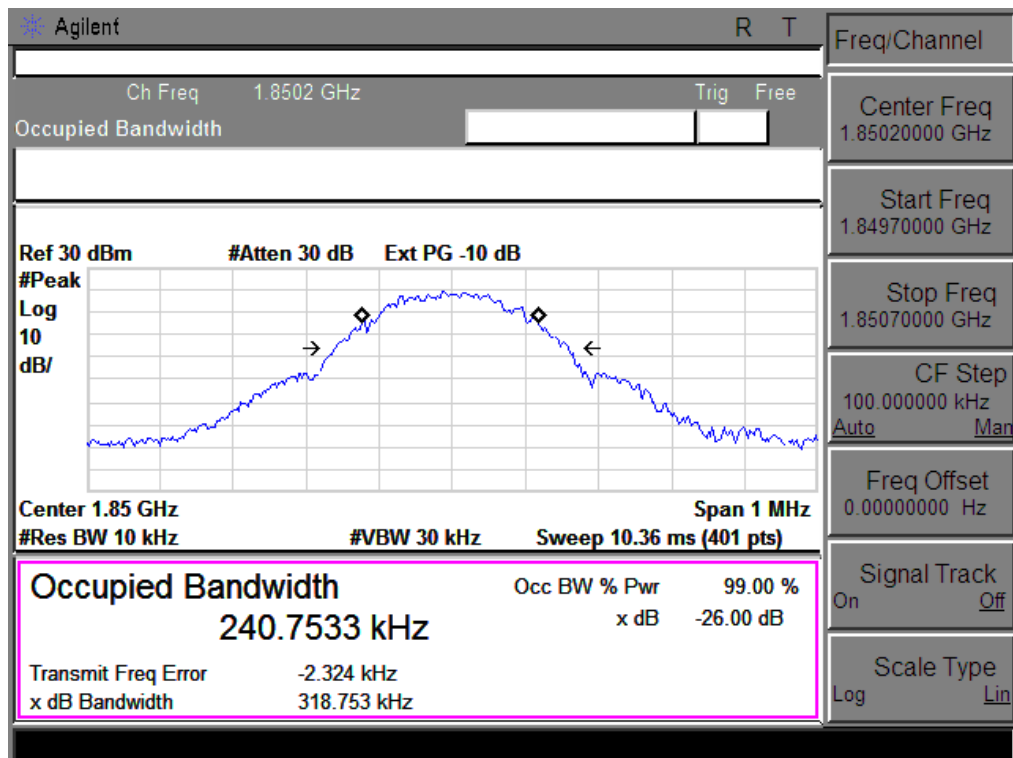 Agilent R T
Ch Freq 1.8502 GHz Trig Free
Occupied Bandwidth
Ref 30 dBm #Atten 30 dB Ext PG -10 dB
#Peak
Log
10
dB/
Center 1.85 GHz Span 1 MHz
#Res BW 10 kHz #VBW 30 kHz Sweep 10.36 ms (401 pts)
Occupied Bandwidth
240.7533 kHz
Occ BW % Pwr 99.00 %
x dB -26.00 dB
Transmit Freq Error -2.324 kHz
x dB Bandwidth 318.753 kHz
Freq/Channel
Center Freq
1.85020000 GHz
Start Freq
1.84970000 GHz
Stop Freq
1.85070000 GHz
CF Step
100.000000 kHz
Auto Man
Freq Offset
0.00000000 Hz
Signal Track
On Off
Scale Type
Log Lin